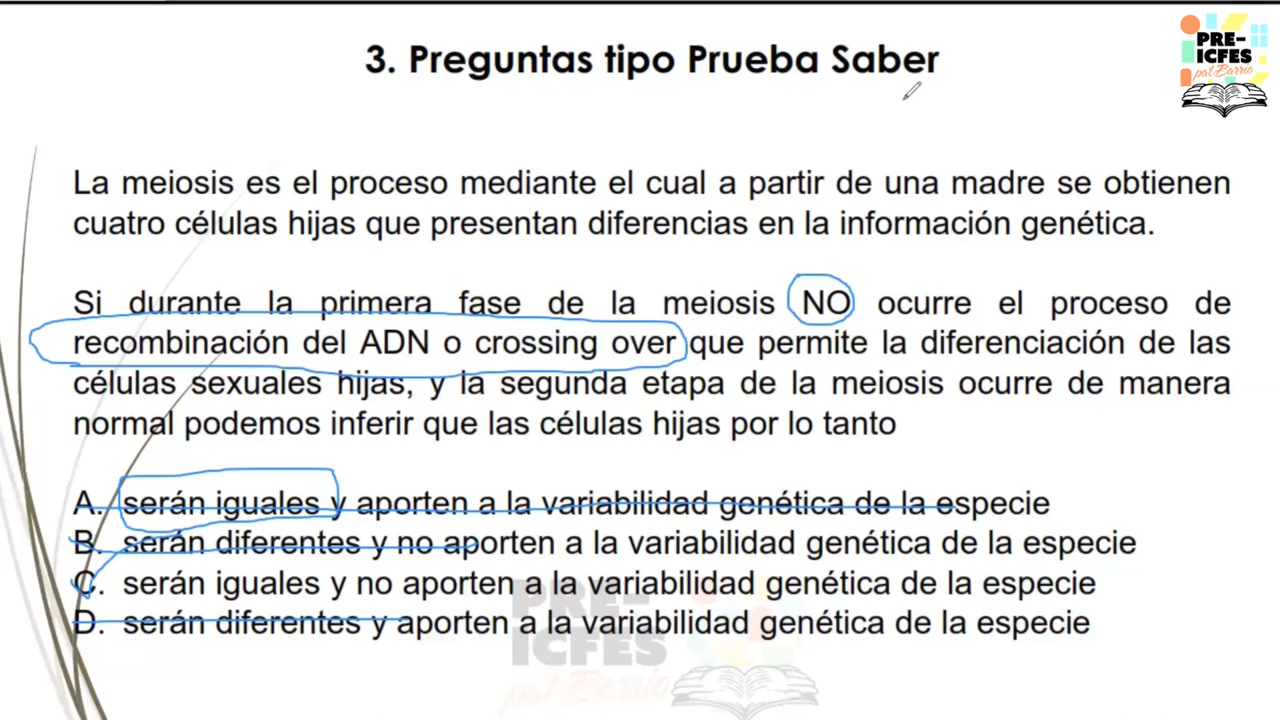 3. Preguntas tipo Prueba Saber
PRE-
ICFES
pal Barrio
La meiosis es el proceso mediante el cual a partir de una madre se obtienen
cuatro células hijas que presentan diferencias en la información genética.
Si durante la primera fase de la meiosis NO ocurre el proceso de
recombinación del ADN o crossing over que permite la diferenciación de las
células sexuales hijas, y la segunda etapa de la meiosis ocurre de manera
normal podemos inferir que las células hijas por lo tanto
A. serán iguales y aporten a la variabilidad genética de la especie
B. serán diferentes y no aporten a la variabilidad genética de la especie
C. serán iguales y no aporten a la variabilidad genética de la especie
D. serán diferentes y aporten a la variabilidad genética de la especie
PRE-
ICFES
pal Barrio